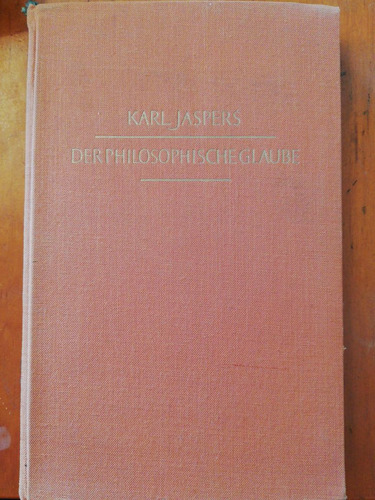 KARL JASPERS
DER PHILOSOPHISCHE GLAUBE